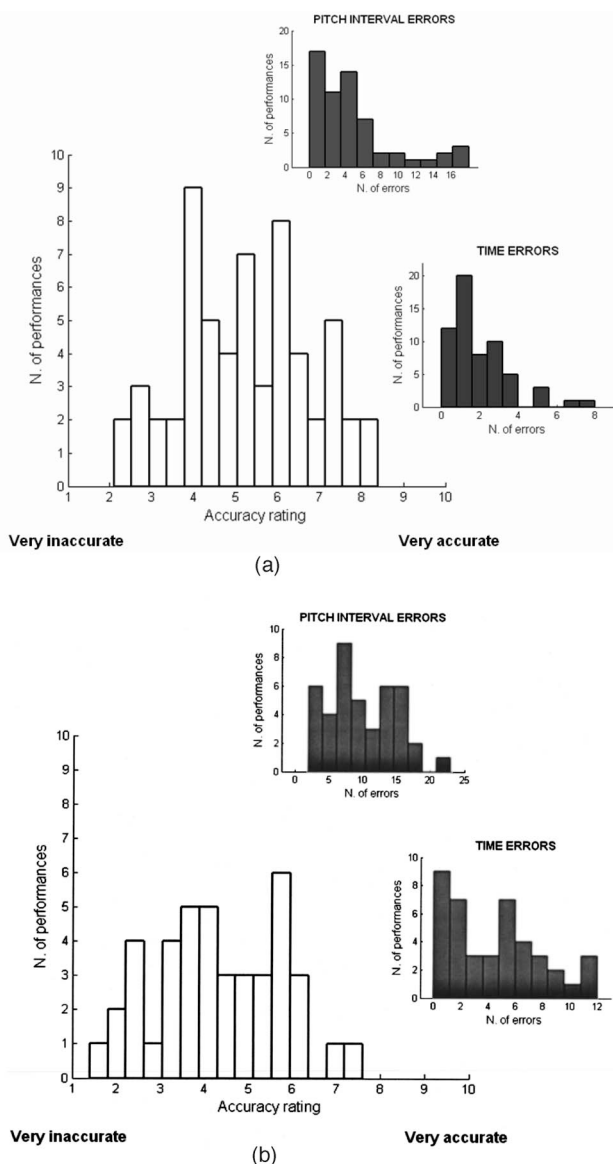 PITCH INTERVAL ERRORS
N. of performances
20
15
10
5
0
0 2 4 6 8 10 12 14 16
N. of errors
N. of performances
10
9
8
7
6
5
4
3
2
1
0
1 2 3 4 5 6 7 8 9 10
Accuracy rating
TIME ERRORS
N. of performances
20
15
10
5
0
0 2 4 6 8
N. of errors
Very inaccurate Very accurate
(a)
PITCH INTERVAL ERRORS
N. of performances
10
8
6
4
2
0
0 5 10 15 20 25
N. of errors
N. of performances
10
9
8
7
6
5
4
3
2
1
0
1 2 3 4 5 6 7 8 9 10
Accuracy rating
TIME ERRORS
N. of performances
10
8
6
4
2
0
0 2 4 6 8 10 12
N. of errors
Very inaccurate Very accurate
(b)